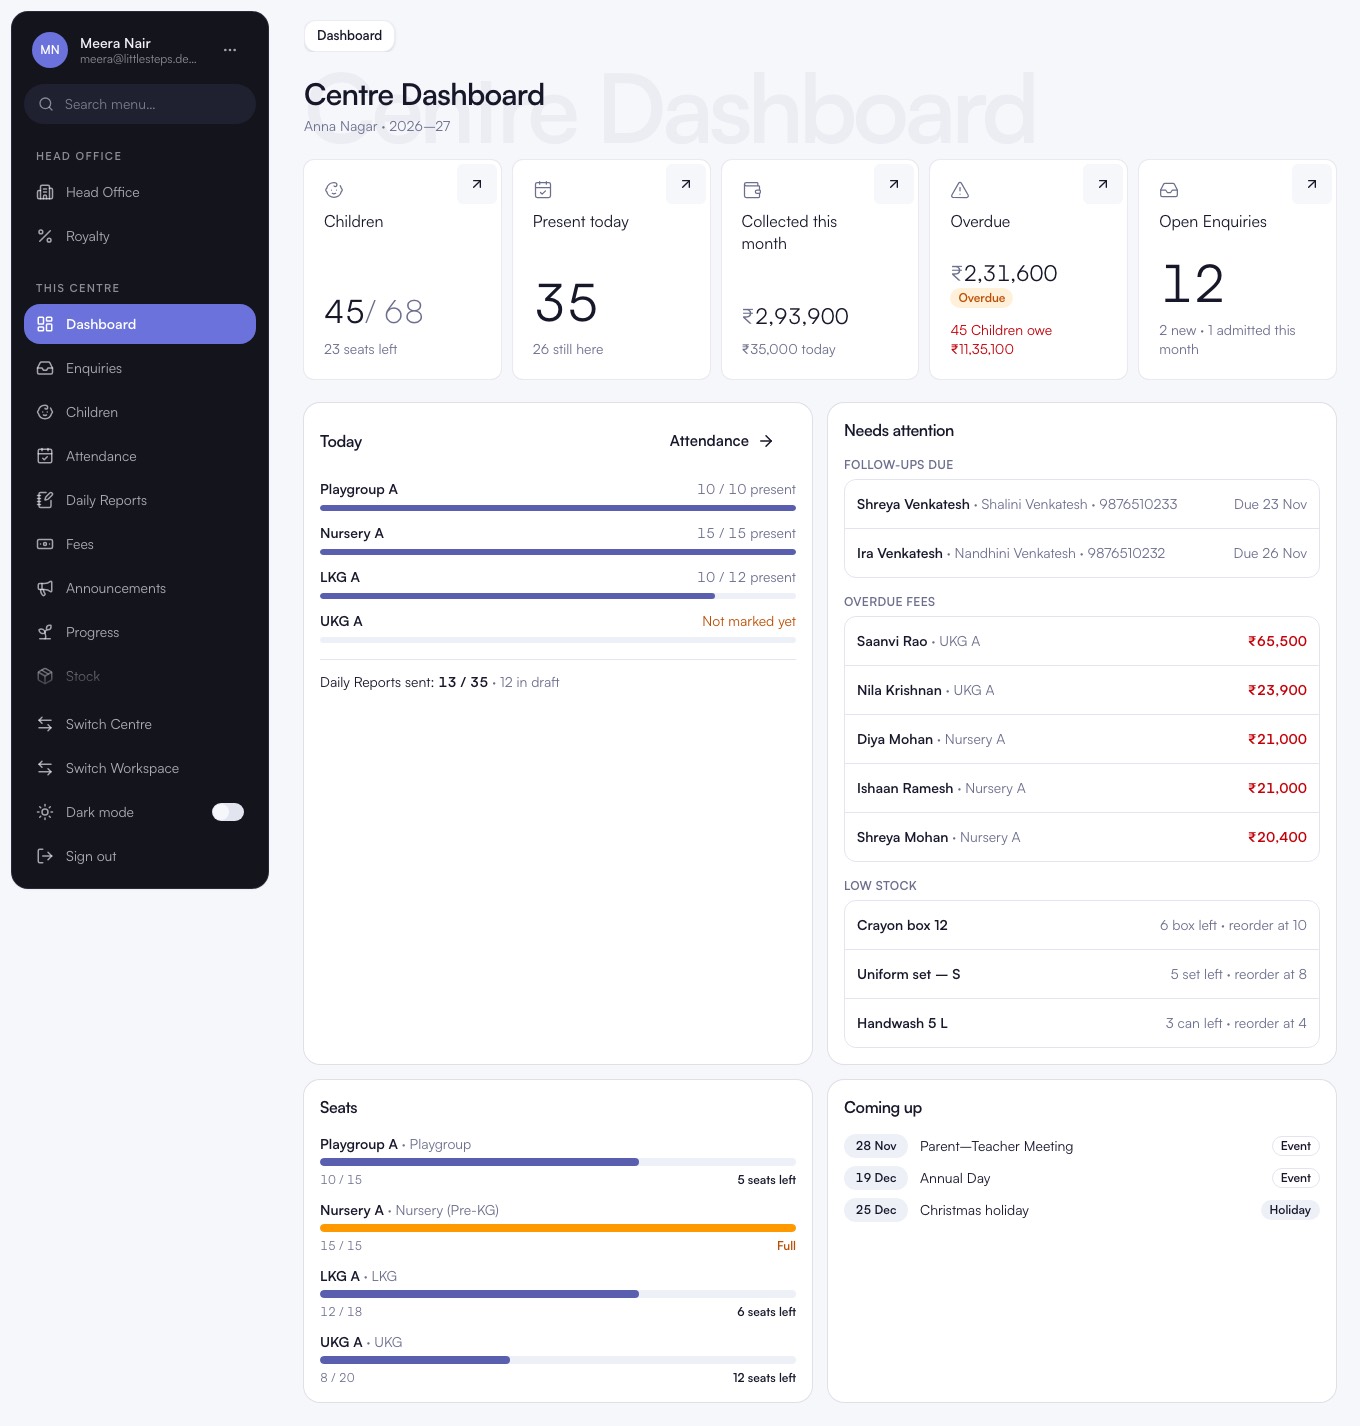 MN
Meera Nair
meera@littlesteps.de...
Search menu...
HEAD OFFICE
Head Office
Royalty
THIS CENTRE
Dashboard
Enquiries
Children
Attendance
Daily Reports
Fees
Announcements
Progress
Stock
Switch Centre
Switch Workspace
Dark mode
Sign out
Dashboard
Centre Dashboard
Centre Dashboard
Anna Nagar · 2026—27
Children
45/ 68
23 seats left
Present today
35
26 still here
Collected this
month
₹2,93,900
₹35,000 today
Overdue
₹2,31,600
Overdue
45 Children owe
₹11,35,100
Open Enquiries
12
2 new · 1 admitted this
month
Today
Attendance →
Playgroup A 10 / 10 present
Nursery A 15 / 15 present
LKG A 10 / 12 present
UKG A Not marked yet
Daily Reports sent: 13 / 35 · 12 in draft
Needs attention
FOLLOW-UPS DUE
Shreya Venkatesh · Shalini Venkatesh · 9876510233 Due 23 Nov
Ira Venkatesh · Nandhini Venkatesh · 9876510232 Due 26 Nov
OVERDUE FEES
Saanvi Rao · UKG A ₹65,500
Nila Krishnan · UKG A ₹23,900
Diya Mohan · Nursery A ₹21,000
Ishaan Ramesh · Nursery A ₹21,000
Shreya Mohan · Nursery A ₹20,400
LOW STOCK
Crayon box 12 6 box left · reorder at 10
Uniform set — S 5 set left · reorder at 8
Handwash 5 L 3 can left · reorder at 4
Seats
Playgroup A · Playgroup
10 / 15 5 seats left
Nursery A · Nursery (Pre-KG)
15 / 15 Full
LKG A · LKG
12 / 18 6 seats left
UKG A · UKG
8 / 20 12 seats left
Coming up
28 Nov Parent—Teacher Meeting Event
19 Dec Annual Day Event
25 Dec Christmas holiday Holiday